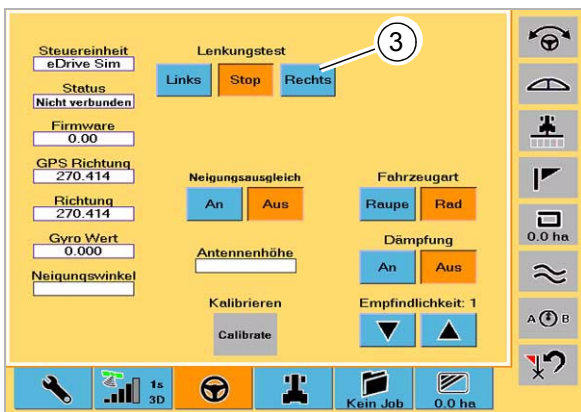 3
Steuereinheit
eDrive Sim
Status
Nicht verbunden
Firmware
0.00
GPS Richtung
270.414
Richtung
270.414
Gyro Wert
0.000
Neigungswinkel
Lenkungstest
Links Stop Rechts
Neigungsausgleich
An Aus
Antennenhöhe
Kalibrieren
Calibrate
Fahrzeugart
Raupe Rad
Dämpfung
An Aus
Empfindlichkeit: 1
0.0 ha
A B
1s
3D
Kein Job
0.0 ha